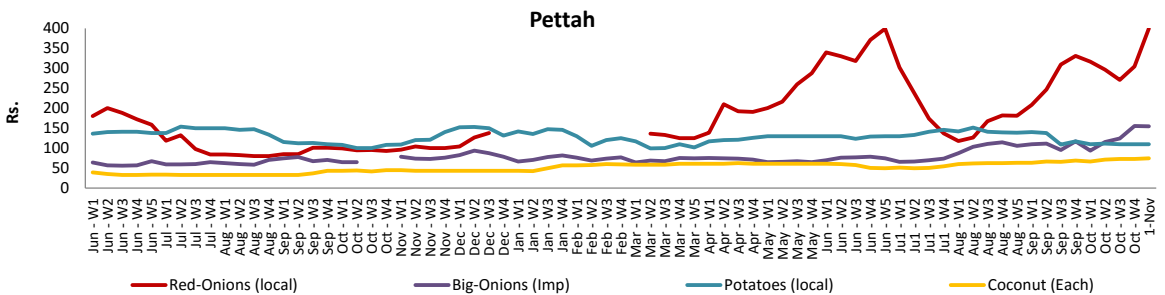 Pettah
Rs.
400
350
300
250
200
150
100
50
0
Jun - W1
Jun - W2
Jun - W3
Jun - W4
Jun - W5
Jul - W1
Jul - W2
Jul - W3
Jul - W4
Aug - W1
Aug - W2
Aug - W3
Aug - W4
Sep - W1
Sep - W2
Sep - W3
Sep - W4
Oct - W1
Oct - W2
Oct - W3
Oct - W4
Nov - W1
Nov - W2
Nov - W3
Nov - W4
Dec - W1
Dec - W2
Dec - W3
Dec - W4
Jan - W1
Jan - W2
Jan - W3
Jan - W4
Feb - W1
Feb - W2
Feb - W3
Feb - W4
Mar - W1
Mar - W2
Mar - W3
Mar - W4
Mar - W5
Apr - W1
Apr - W2
Apr - W3
Apr - W4
May - W1
May - W2
May - W3
May - W4
Jun - W1
Jun - W2
Jun - W3
Jun - W4
Jun - W5
Ju1 - W1
Ju1 - W2
Ju1 - W3
Ju1 - W4
Aug - W1
Aug - W2
Aug - W3
Aug - W4
Aug - W5
Sep - W1
Sep - W2
Sep - W3
Sep - W4
Oct - W1
Oct - W2
Oct - W3
Oct - W4
1-Nov
Red-Onions (local)
Big-Onions (Imp)
Potatoes (local)
Coconut (Each)